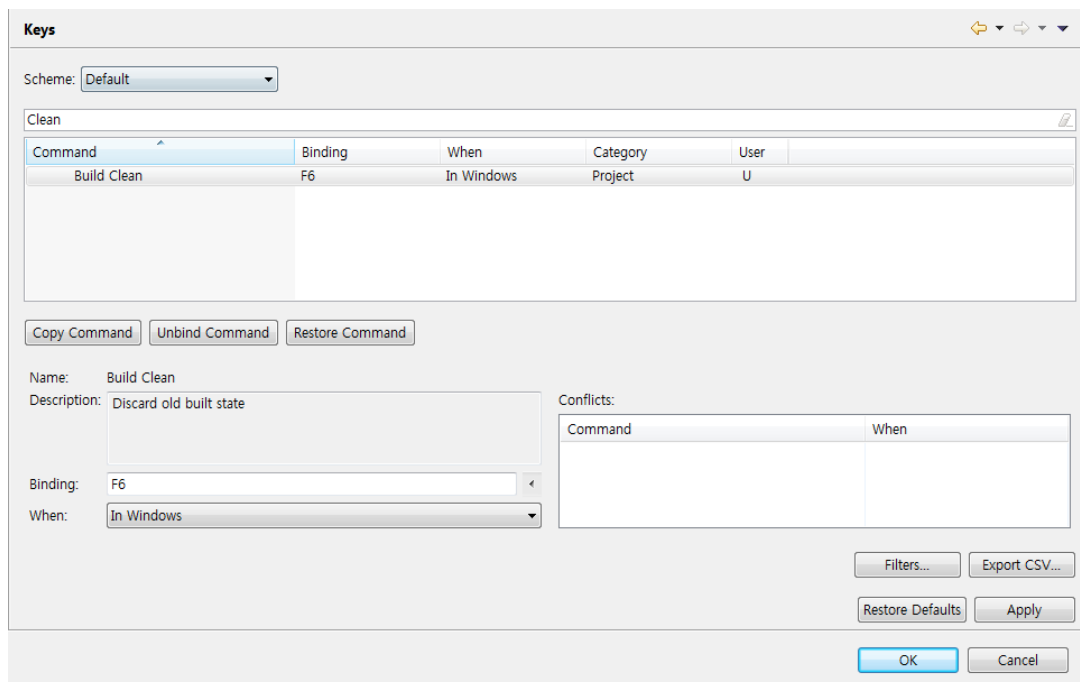 Keys
Scheme: Default
Clean
Command Binding When Category User
Build Clean F6 In Windows Project U
Copy Command Unbind Command Restore Command
Name: Build Clean
Description: Discard old built state
Conflicts:
Command When
Binding: F6
When: In Windows
Filters... Export CSV...
Restore Defaults Apply
OK Cancel